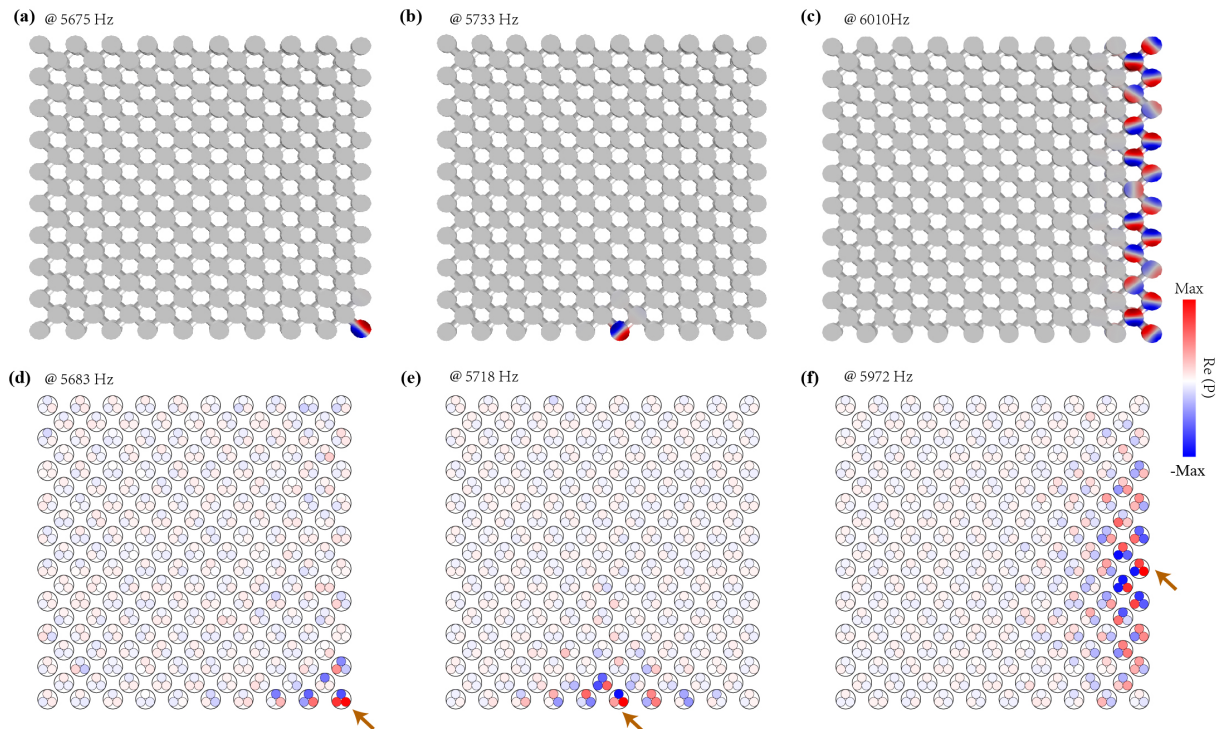 (a) @ 5675 Hz
(b) @ 5733 Hz
(c) @ 6010Hz
Max
Re (P)
-Max
(d) @ 5683 Hz
(e) @ 5718 Hz
(f) @ 5972 Hz